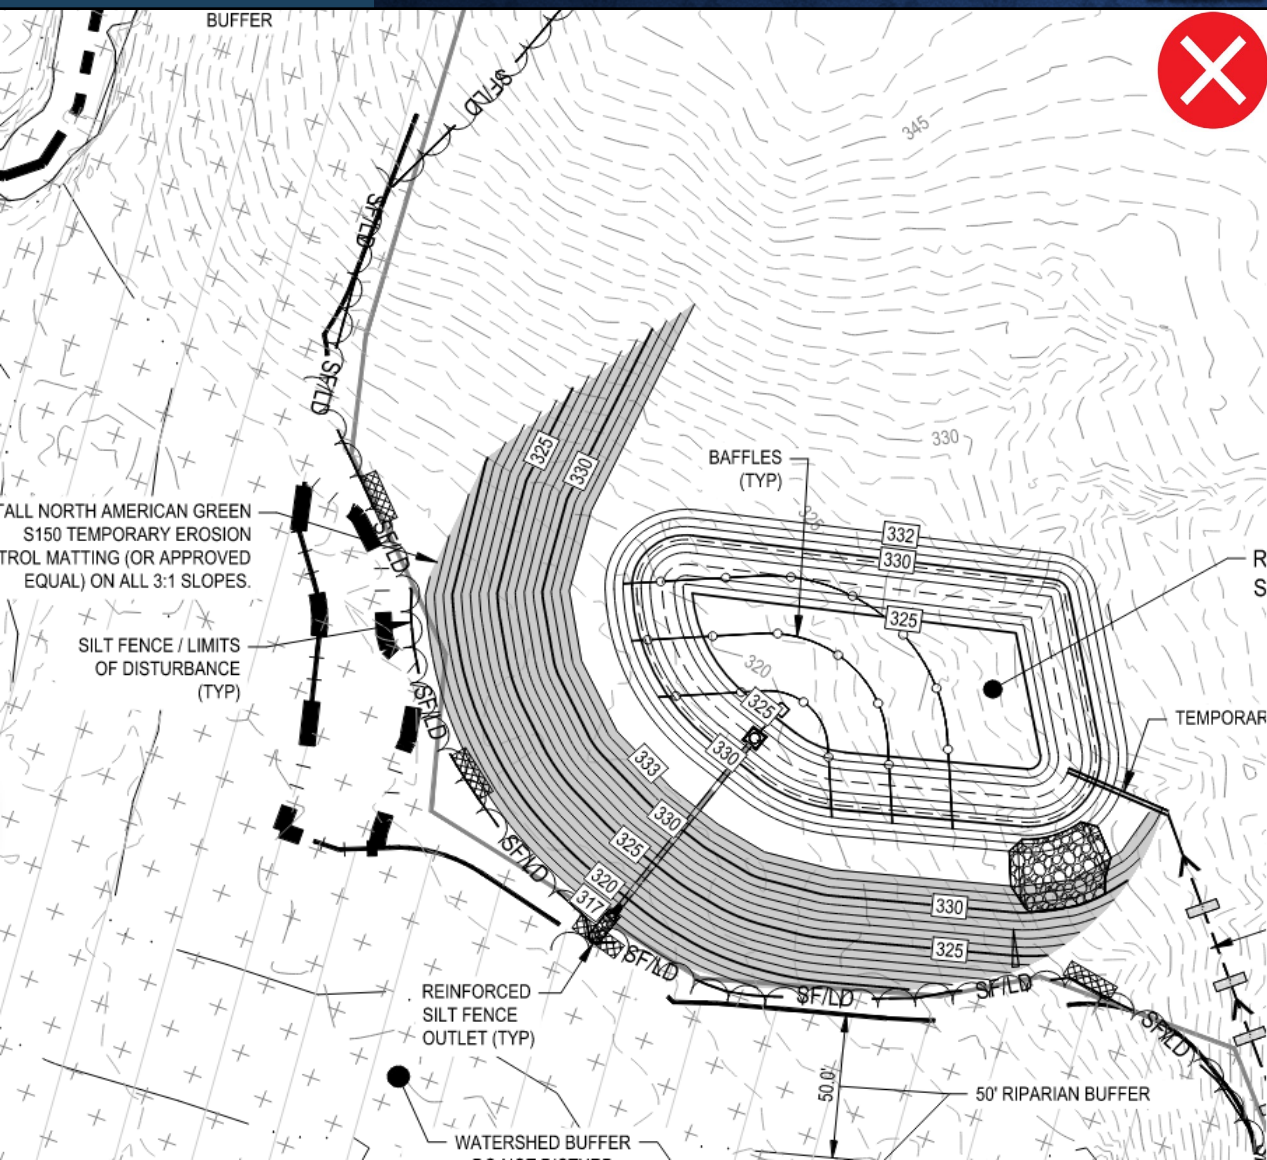 BUFFER
SF/LD
345
SF/LD
SF/LD
330
325
330
BAFFLES
(TYP)
325
332
330
TALL NORTH AMERICAN GREEN
S150 TEMPORARY EROSION
TROL MATTING (OR APPROVED
EQUAL) ON ALL 3:1 SLOPES.
SF/LD
R
S
325
SILT FENCE / LIMITS
OF DISTURBANCE
(TYP)
320
SF/LD
325
TEMPORAR
330
333
330
325
SF/LD
320
317
330
325
SF/LD
REINFORCED
SILT FENCE
OUTLET (TYP)
SF/LD
SF/LD
SF/LD
50.0'
50' RIPARIAN BUFFER
WATERSHED BUFFER